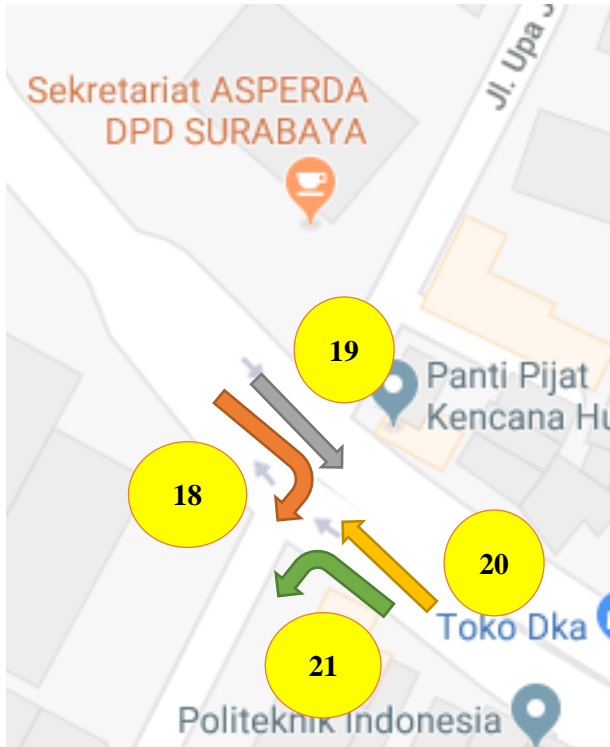 Sekretariat ASPERDA
DPD SURABAYA
Jl. Upa J
19
Panti Pijat
Kencana Hu
18
20
Toko Dka
21
Politeknik Indonesia